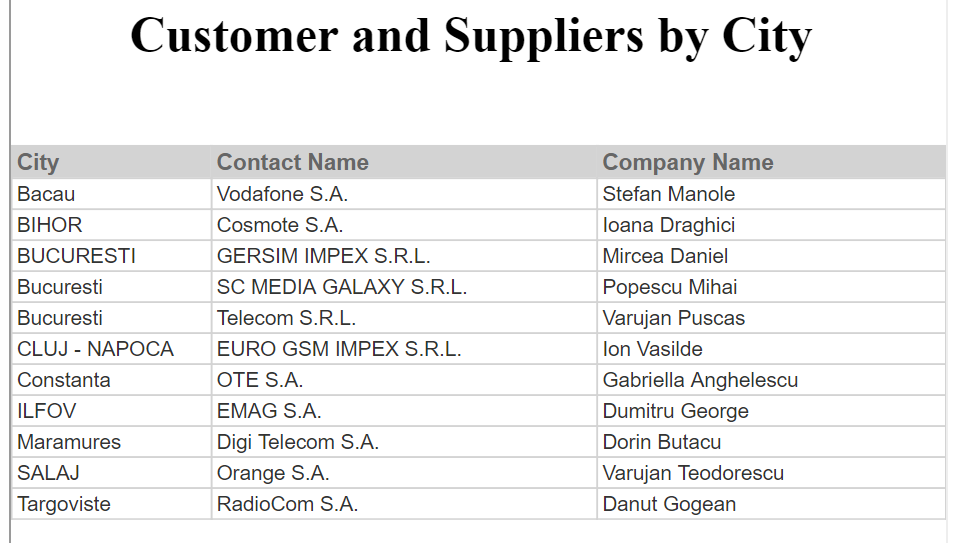 Customer and Suppliers by City
City Contact Name Company Name
Bacau Vodafone S.A. Stefan Manole
BIHOR Cosmote S.A. Ioana Draghici
BUCURESTI GERSIM IMPEX S.R.L. Mircea Daniel
Bucuresti SC MEDIA GALAXY S.R.L. Popescu Mihai
Bucuresti Telecom S.R.L. Varujan Puscas
CLUJ - NAPOCA EURO GSM IMPEX S.R.L. Ion Vasilde
Constanta OTE S.A. Gabriella Anghelescu
ILFOV EMAG S.A. Dumitru George
Maramures Digi Telecom S.A. Dorin Butacu
SALAJ Orange S.A. Varujan Teodorescu
Targoviste RadioCom S.A. Danut Gogean